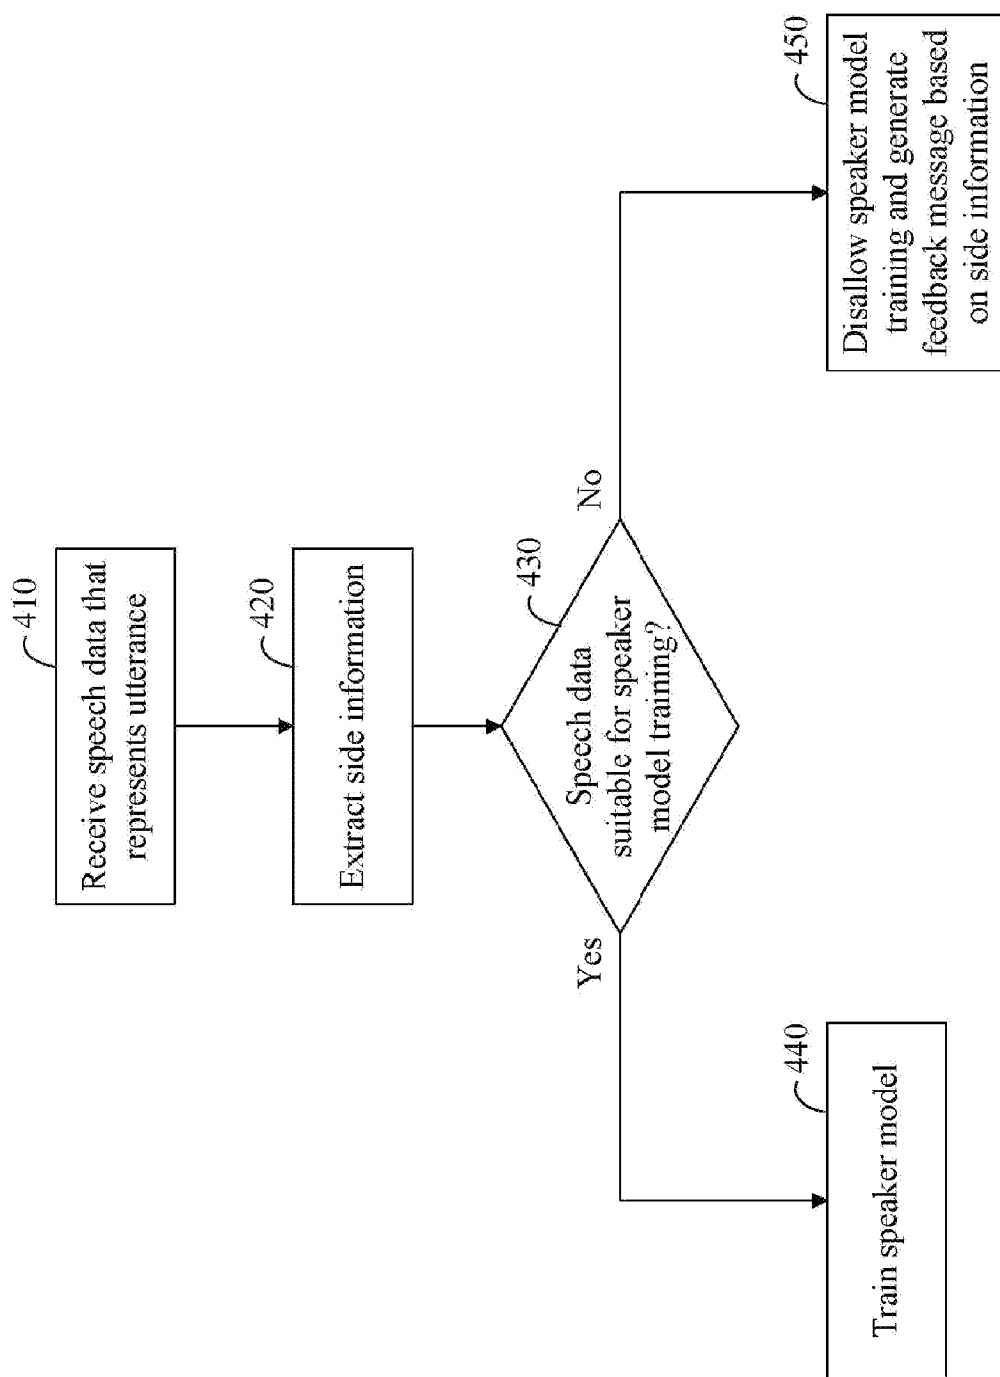 410
Receive speech data that
represents utterance
420
Extract side information
430
Speech data
suitable for speaker
model training?
Yes
No
440
Train speaker model
450
Disallow speaker model
training and generate
feedback message based
on side information